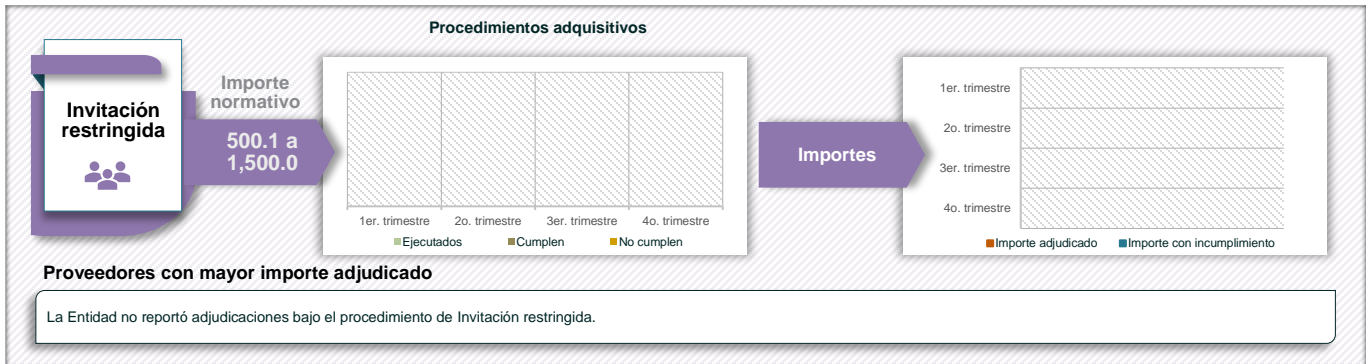 Procedimientos adquisitivos
Invitación
restringida
Importe
normativo
500.1 a
1,500.0
1er. trimestre
2o. trimestre
3er. trimestre
4o. trimestre
Ejecutados
Cumplen
No cumplen
Importes
1er. trimestre
2o. trimestre
3er. trimestre
4o. trimestre
Importe adjudicado
Importe con incumplimiento
Proveedores con mayor importe adjudicado
La Entidad no reportó adjudicaciones bajo el procedimiento de Invitación restringida.